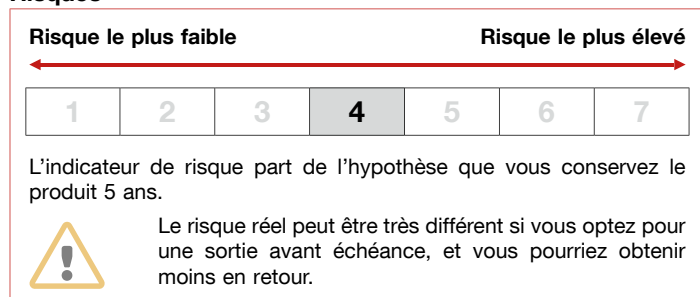 Risques
Risque le plus faible Risque le plus élevé
1 2 3 4 5 6 7
L'indicateur de risque part de l'hypothèse que vous conservez le
produit 5 ans.
Le risque réel peut être très différent si vous optez pour
une sortie avant échéance, et vous pourriez obtenir
moins en retour.